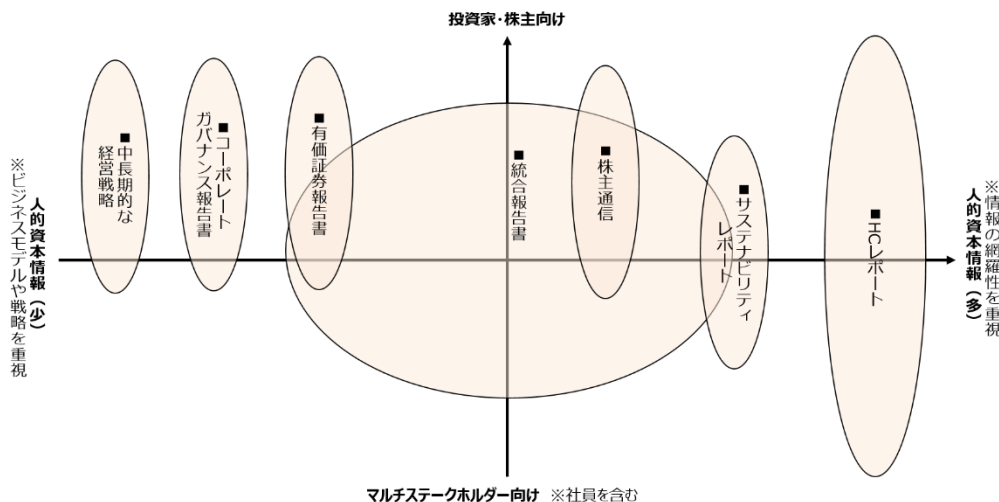 投資家・株主向け
※ビジネスモデルや戦略を重視
人的資本情報（少）
■中長期的な
経営戦略
■コーポレート
ガバナンス報告書
■有価証券報告書
■統合報告書
■株主通信
■サステナビリティ
レポート
■HCレポート
※情報の網羅性を重視
人的資本情報（多）
マルチステークホルダー向け ※社員を含む